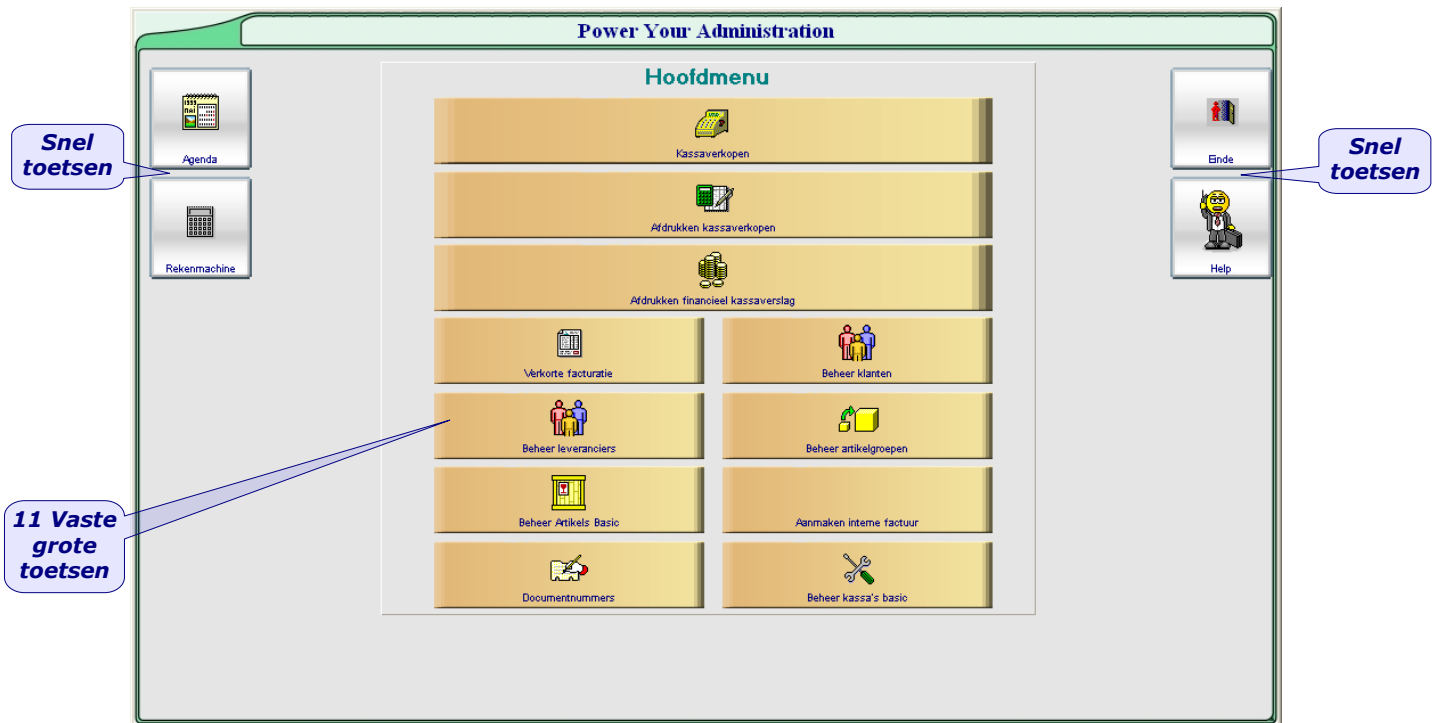 Power Your Administration
Hoofdmenu
Snel
toetsen
Agenda
Rekenmachine
Kassaverkopen
Afdrukken kassaverkopen
Afdrukken financieel kassaverslag
Verkorte facturatie
Beheer klanten
Beheer leveranciers
Beheer artikelgroepen
Beheer Artikels Basic
Aanmaken interne factuur
Documentnummers
Beheer kassa's basic
11 Vaste
grote
toetsen
Einde
Help
Snel
toetsen
1999
MAI